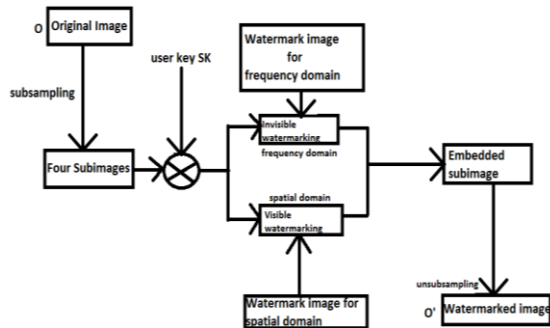 O
Original Image
Watermark image
for
frequency domain
user key SK
subsampling
Invisible
watermarking
frequency domain
Four Subimages
Embedded
subimage
spatial domain
Visible
watermarking
unsubsampling
Watermark image for
spatial domain
O'
Watermarked image